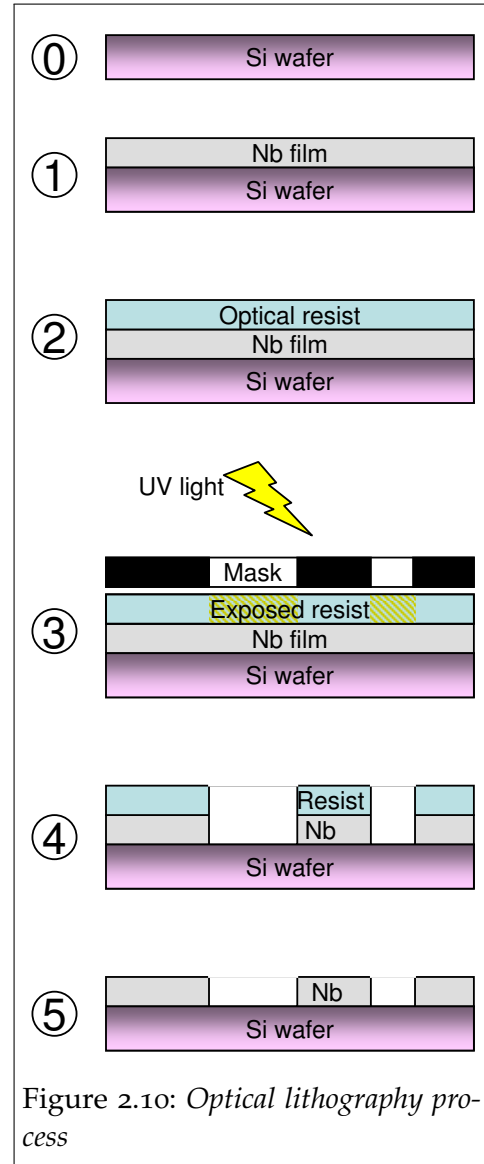 0
Si wafer
1
Nb film
Si wafer
2
Optical resist
Nb film
Si wafer
UV light
Mask
3
Exposed resist
Nb film
Si wafer
4
Resist
Nb
Si wafer
5
Nb
Si wafer
Figure 2.10: Optical lithography pro-
cess